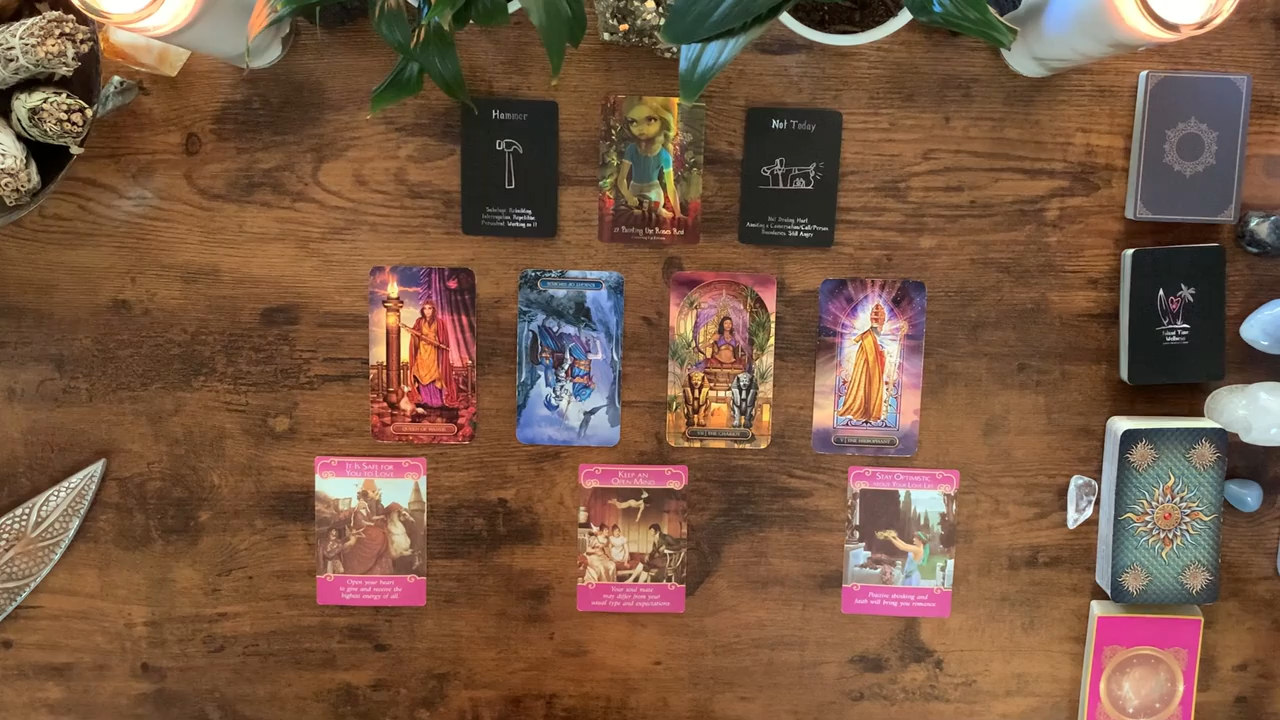 Hammer
Sabotage, Rebuilding,
Interrogation, Repetitive,
Persistent, Working on It
27 Painting the Roses Red
Not Today
Not Dealing, Hurt
Avoiding a Conversation/Call/Person
Boundaries, Still Angry
QUEEN OF WANDS
VII | THE CHARIOT
V | THE HIEROPHANT
Island Time
Wellness
IT IS SAFE FOR
YOU TO LOVE
Open your heart
to give and receive the
highest energy of all.
KEEP AN
OPEN MIND
Your soul mate
may differ from your
usual type and expectations
STAY OPTIMISTIC
ABOUT YOUR LOVE LIFE
Positive thinking and
faith will bring you romance